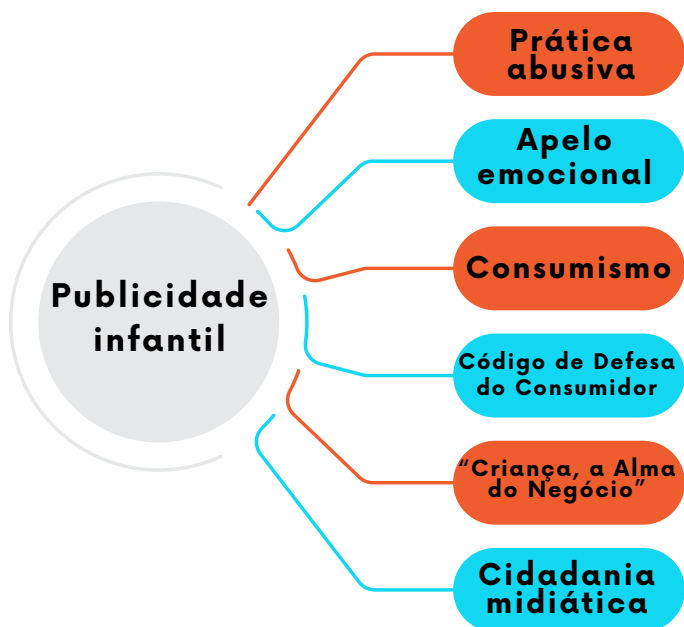 Prática
abusiva
Apelo
emocional
Consumismo
Publicidade
infantil
Código de Defesa
do Consumidor
“Criança, a Alma
do Negócio”
Cidadania
midiática